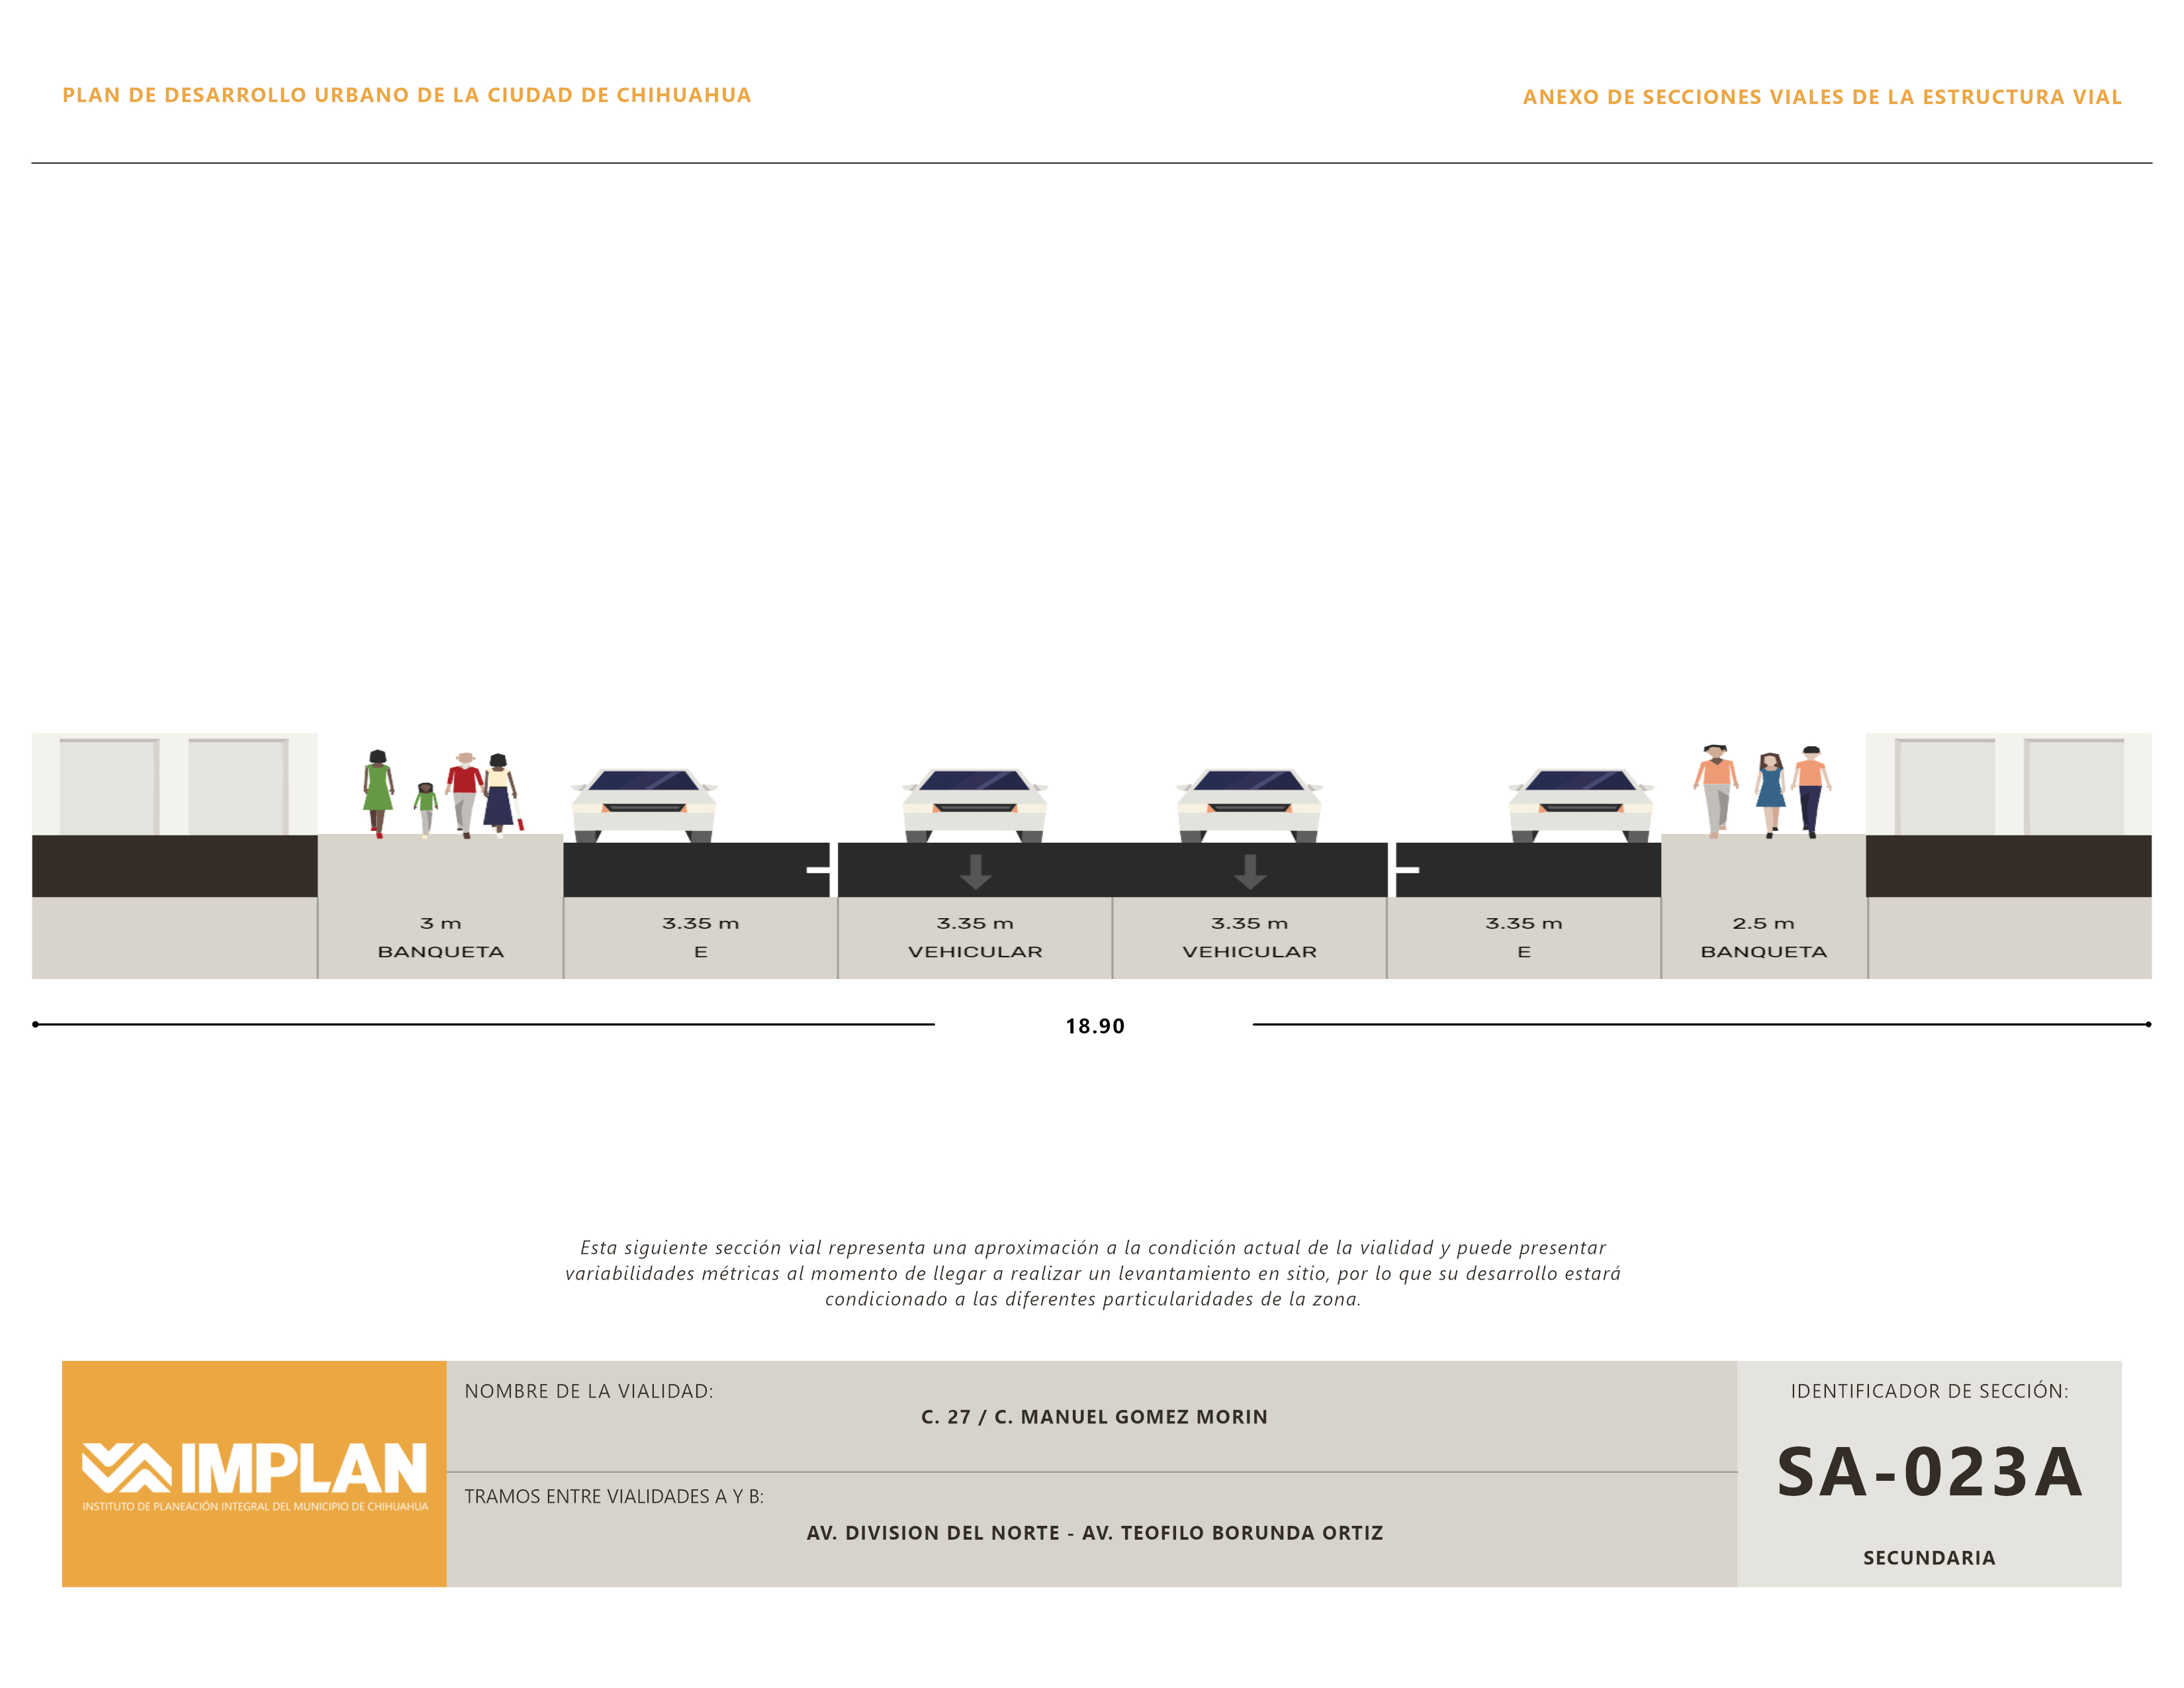 PLAN DE DESARROLLO URBANO DE LA CIUDAD DE CHIHUAHUA
ANEXO DE SECCIONES VIALES DE LA ESTRUCTURA VIAL
3 m
BANQUETA
3.35 m
E
3.35 m
VEHICULAR
3.35 m
VEHICULAR
3.35 m
E
2.5 m
BANQUETA
18.90
Esta siguiente sección vial representa una aproximación a la condición actual de la vialidad y puede presentar
variabilidades métricas al momento de llegar a realizar un levantamiento en sitio, por lo que su desarrollo estará
condicionado a las diferentes particularidades de la zona.
IMPLAN
INSTITUTO DE PLANEACIÓN INTEGRAL DEL MUNICIPIO DE CHIHUAHUA
NOMBRE DE LA VIALIDAD:
C. 27 / C. MANUEL GOMEZ MORIN
TRAMOS ENTRE VIALIDADES A Y B:
AV. DIVISION DEL NORTE - AV. TEOFILO BORUNDA ORTIZ
IDENTIFICADOR DE SECCIÓN:
SA-023A
SECUNDARIA